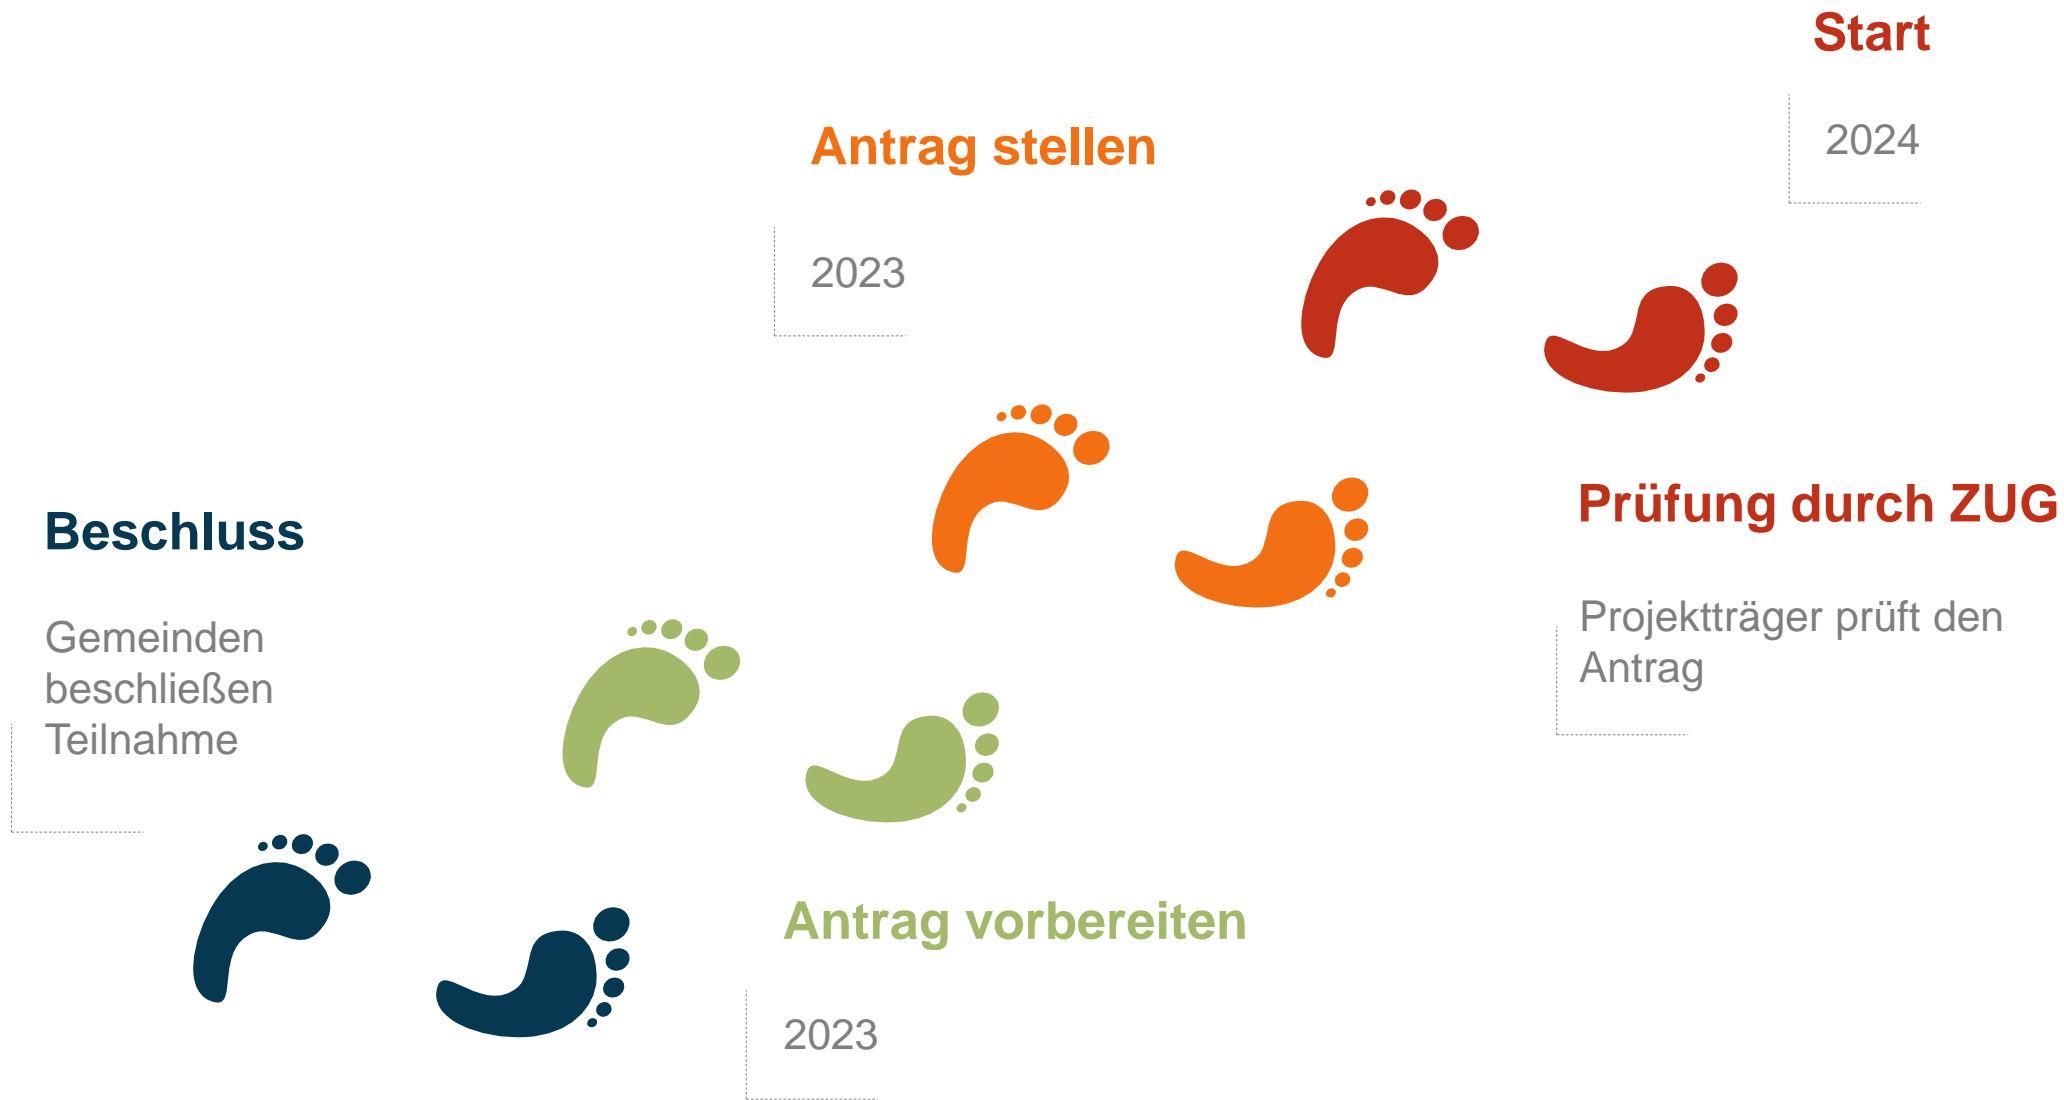 Start
2024
Antrag stellen
2023
Beschluss
Gemeinden
beschließen
Teilnahme
Prüfung durch ZUG
Projektträger prüft den
Antrag
Antrag vorbereiten
2023